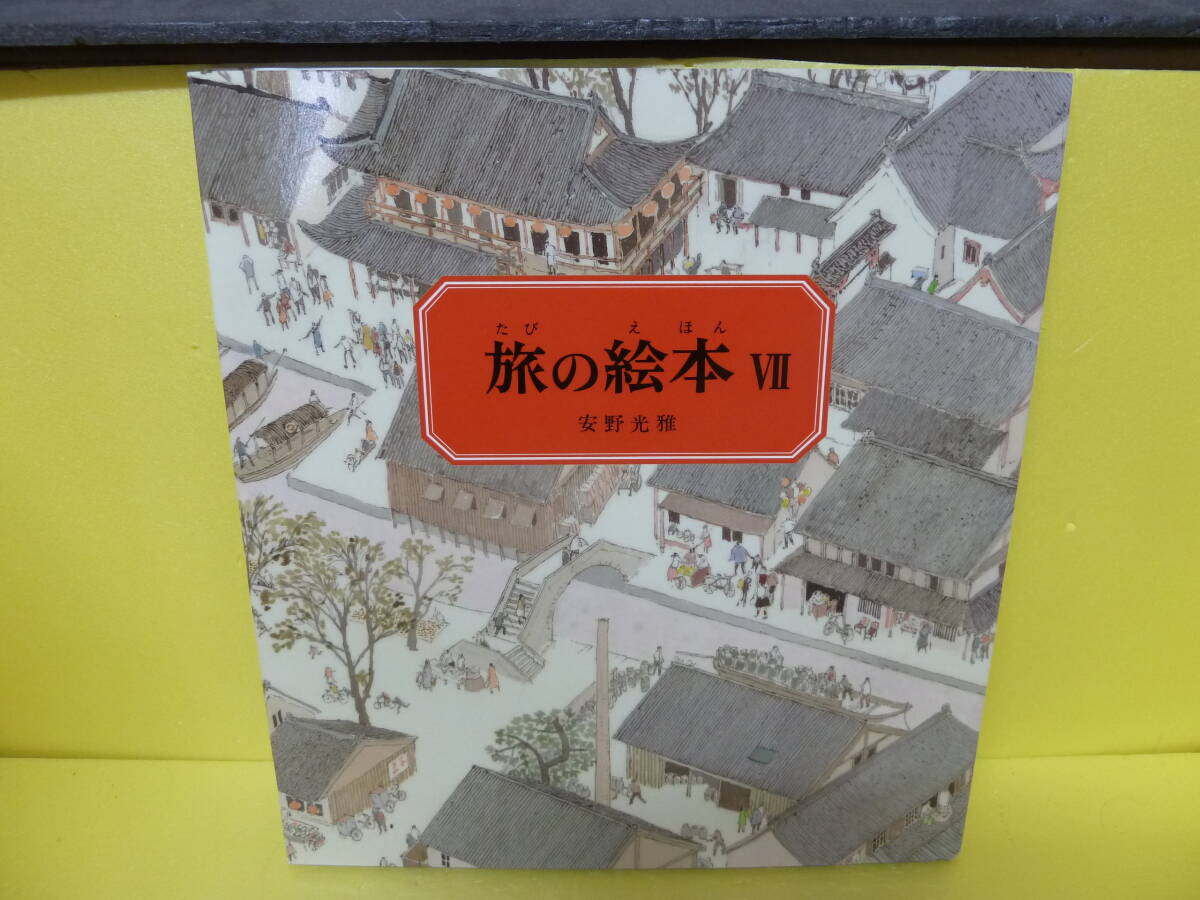 たび えほん
旅の絵本 Ⅶ
安野光雅